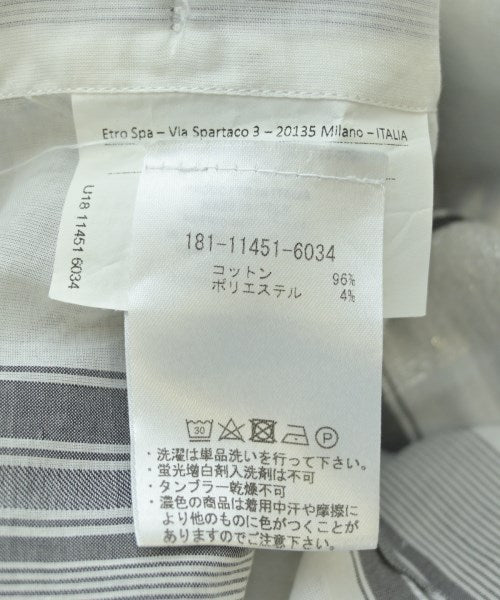 Etro Spa – Via Spartaco 3 – 20135 Milano – ITALIA
U18 11451 6034
181-11451-6034
コットン 96%
ポリエステル 4%
30 P
・洗濯は単品洗いを行って下さい。
・蛍光増白剤入洗剤は不可
・タンブラー乾燥不可
・濃色の商品は着用中汗や摩擦に
より他のものに色がつくことが
ありますのでご注意下さい。